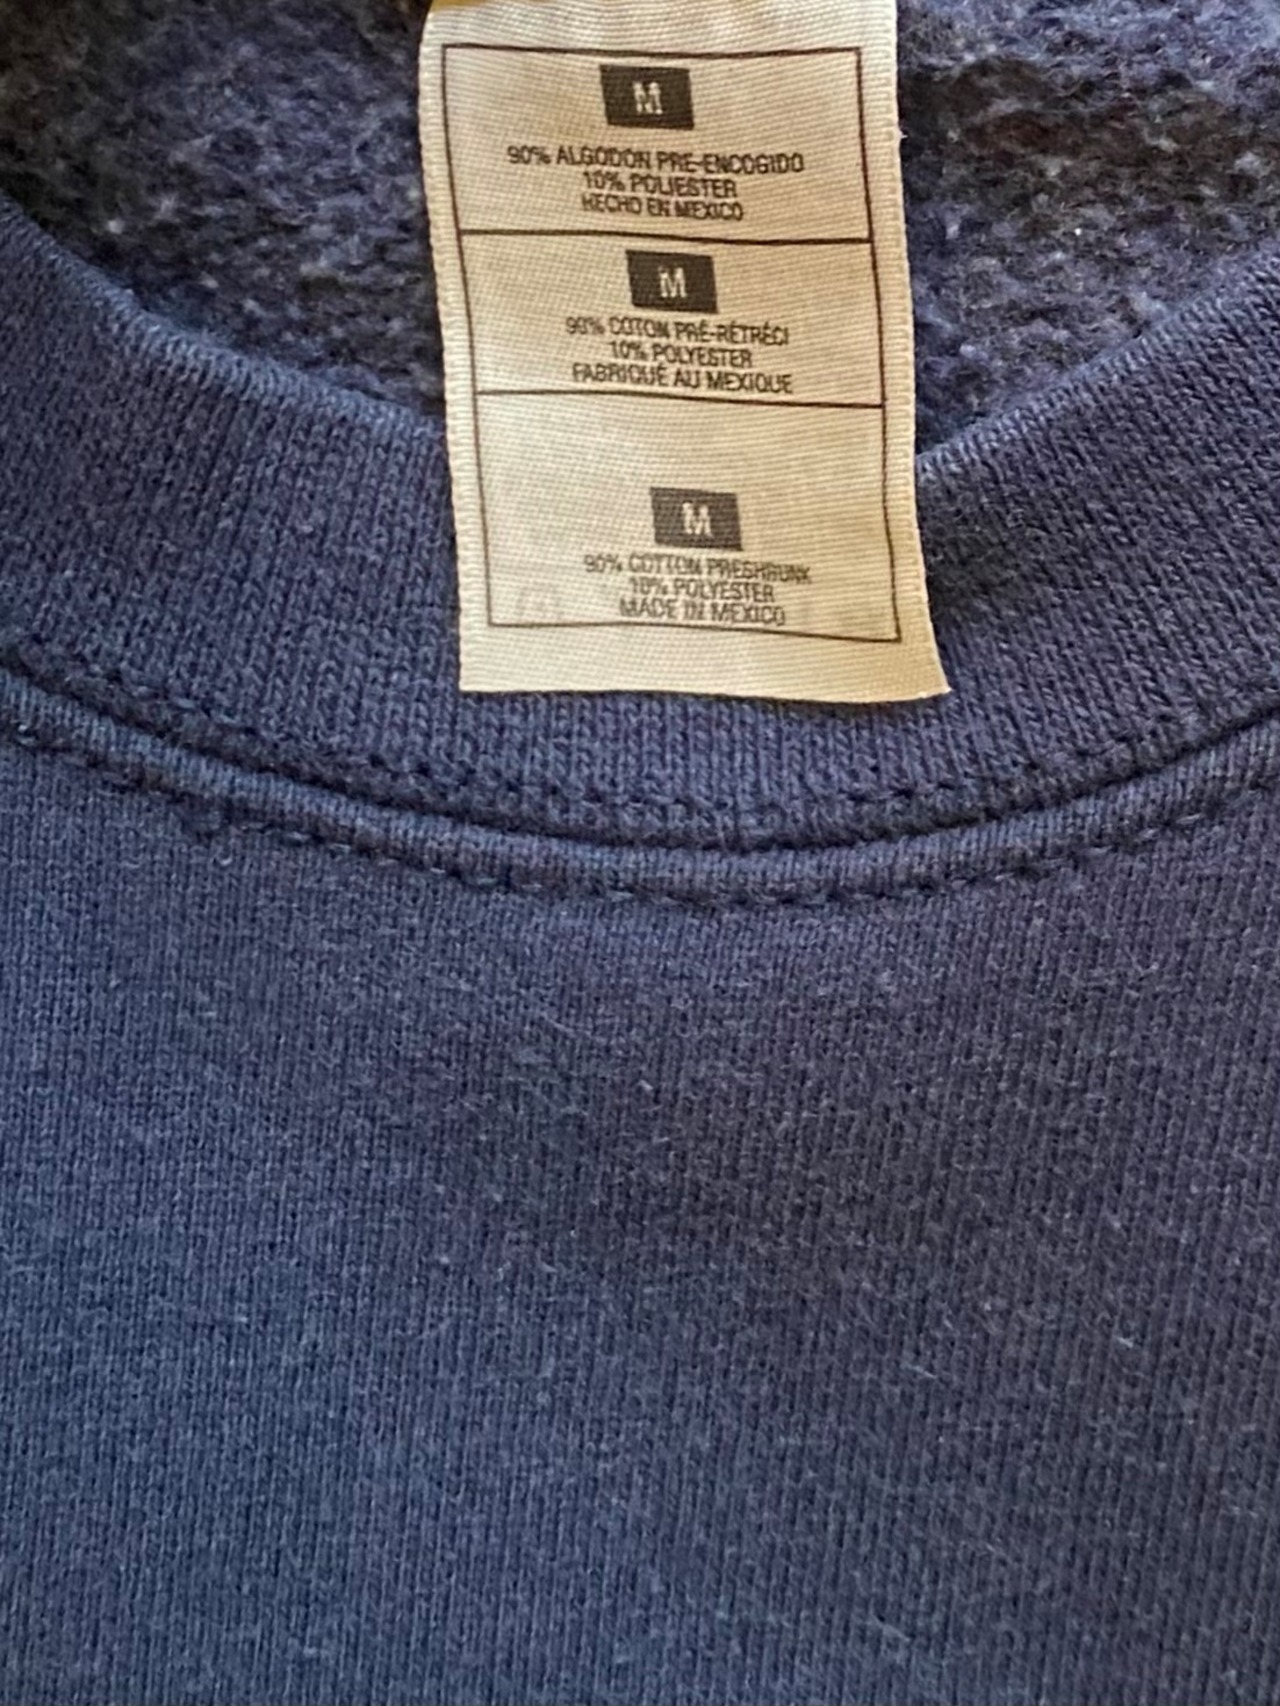 M
90% ALGODON PRE-ENCOGIDO
10% POLIESTER
HECHO EN MEXICO
M
90% COTON PRÉ-RÉTRÉCI
10% POLYESTER
FABRIQUÉ AU MEXIQUE
M
90% COTTON PRESHRUNK
10% POLYESTER
MADE IN MEXICO